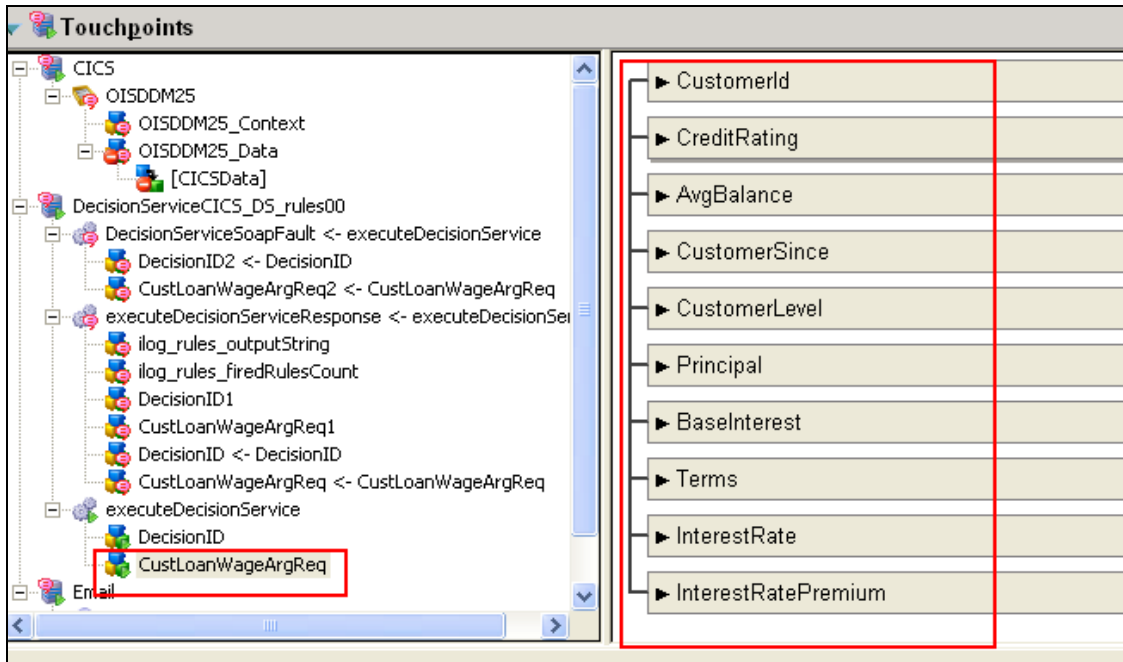 Touchpoints
CICS
OISDDM25
OISDDM25_Context
OISDDM25_Data
[CICSData]
DecisionServiceCICS_DS_rules00
DecisionServiceSoapFault <- executeDecisionService
DecisionID2 <- DecisionID
CustLoanWageArgReq2 <- CustLoanWageArgReq
executeDecisionServiceResponse <- executeDecisionSer
ilog_rules_outputString
ilog_rules_firedRulesCount
DecisionID1
CustLoanWageArgReq1
DecisionID <- DecisionID
CustLoanWageArgReq <- CustLoanWageArgReq
executeDecisionService
DecisionID
CustLoanWageArgReq
Email
CustomerId
CreditRating
AvgBalance
CustomerSince
CustomerLevel
Principal
BaseInterest
Terms
InterestRate
InterestRatePremium